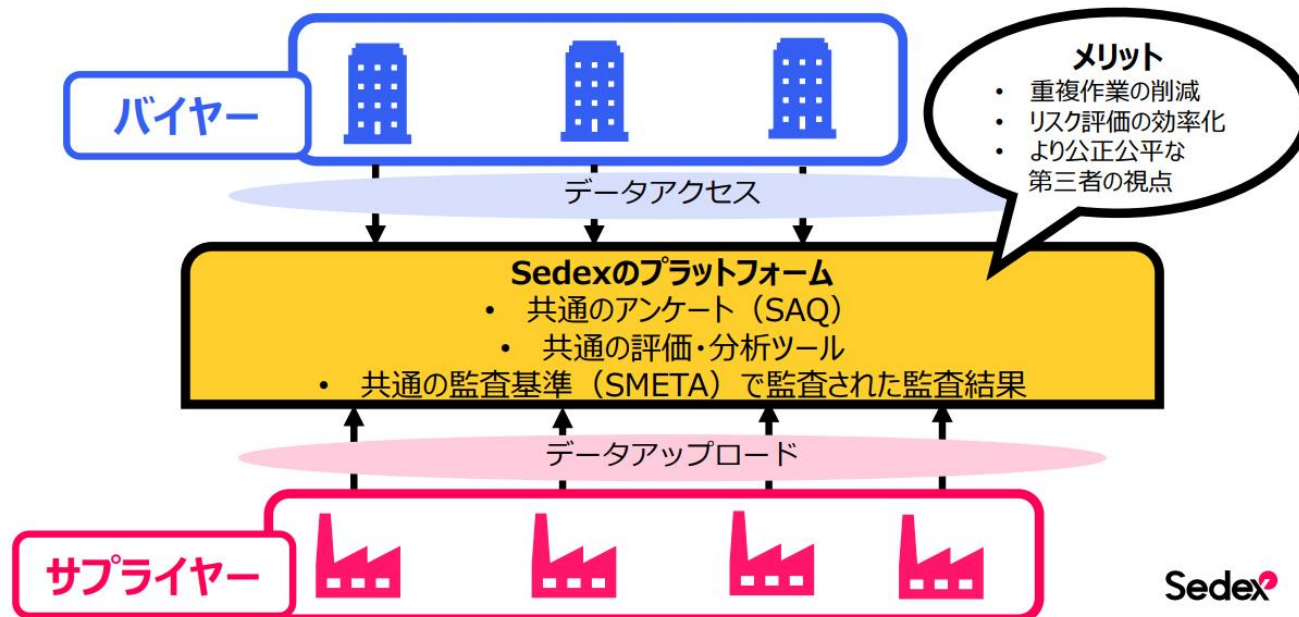 バイヤー
メリット
• 重複作業の削減
• リスク評価の効率化
• より公正公平な
第三者の視点
データアクセス
Sedexのプラットフォーム
• 共通のアンケート（SAQ）
• 共通の評価・分析ツール
• 共通の監査基準（SMETA）で監査された監査結果
データアップロード
サプライヤー
Sedex